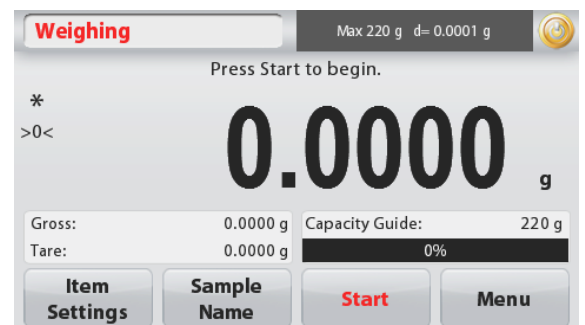 Weighing
Max 220 g d= 0.0001 g
Press Start to begin.
*
>0<
0.0000 g
Gross: 0.0000 g
Tare: 0.0000 g
Capacity Guide: 220 g
0%
Item
Settings
Sample
Name
Start
Menu